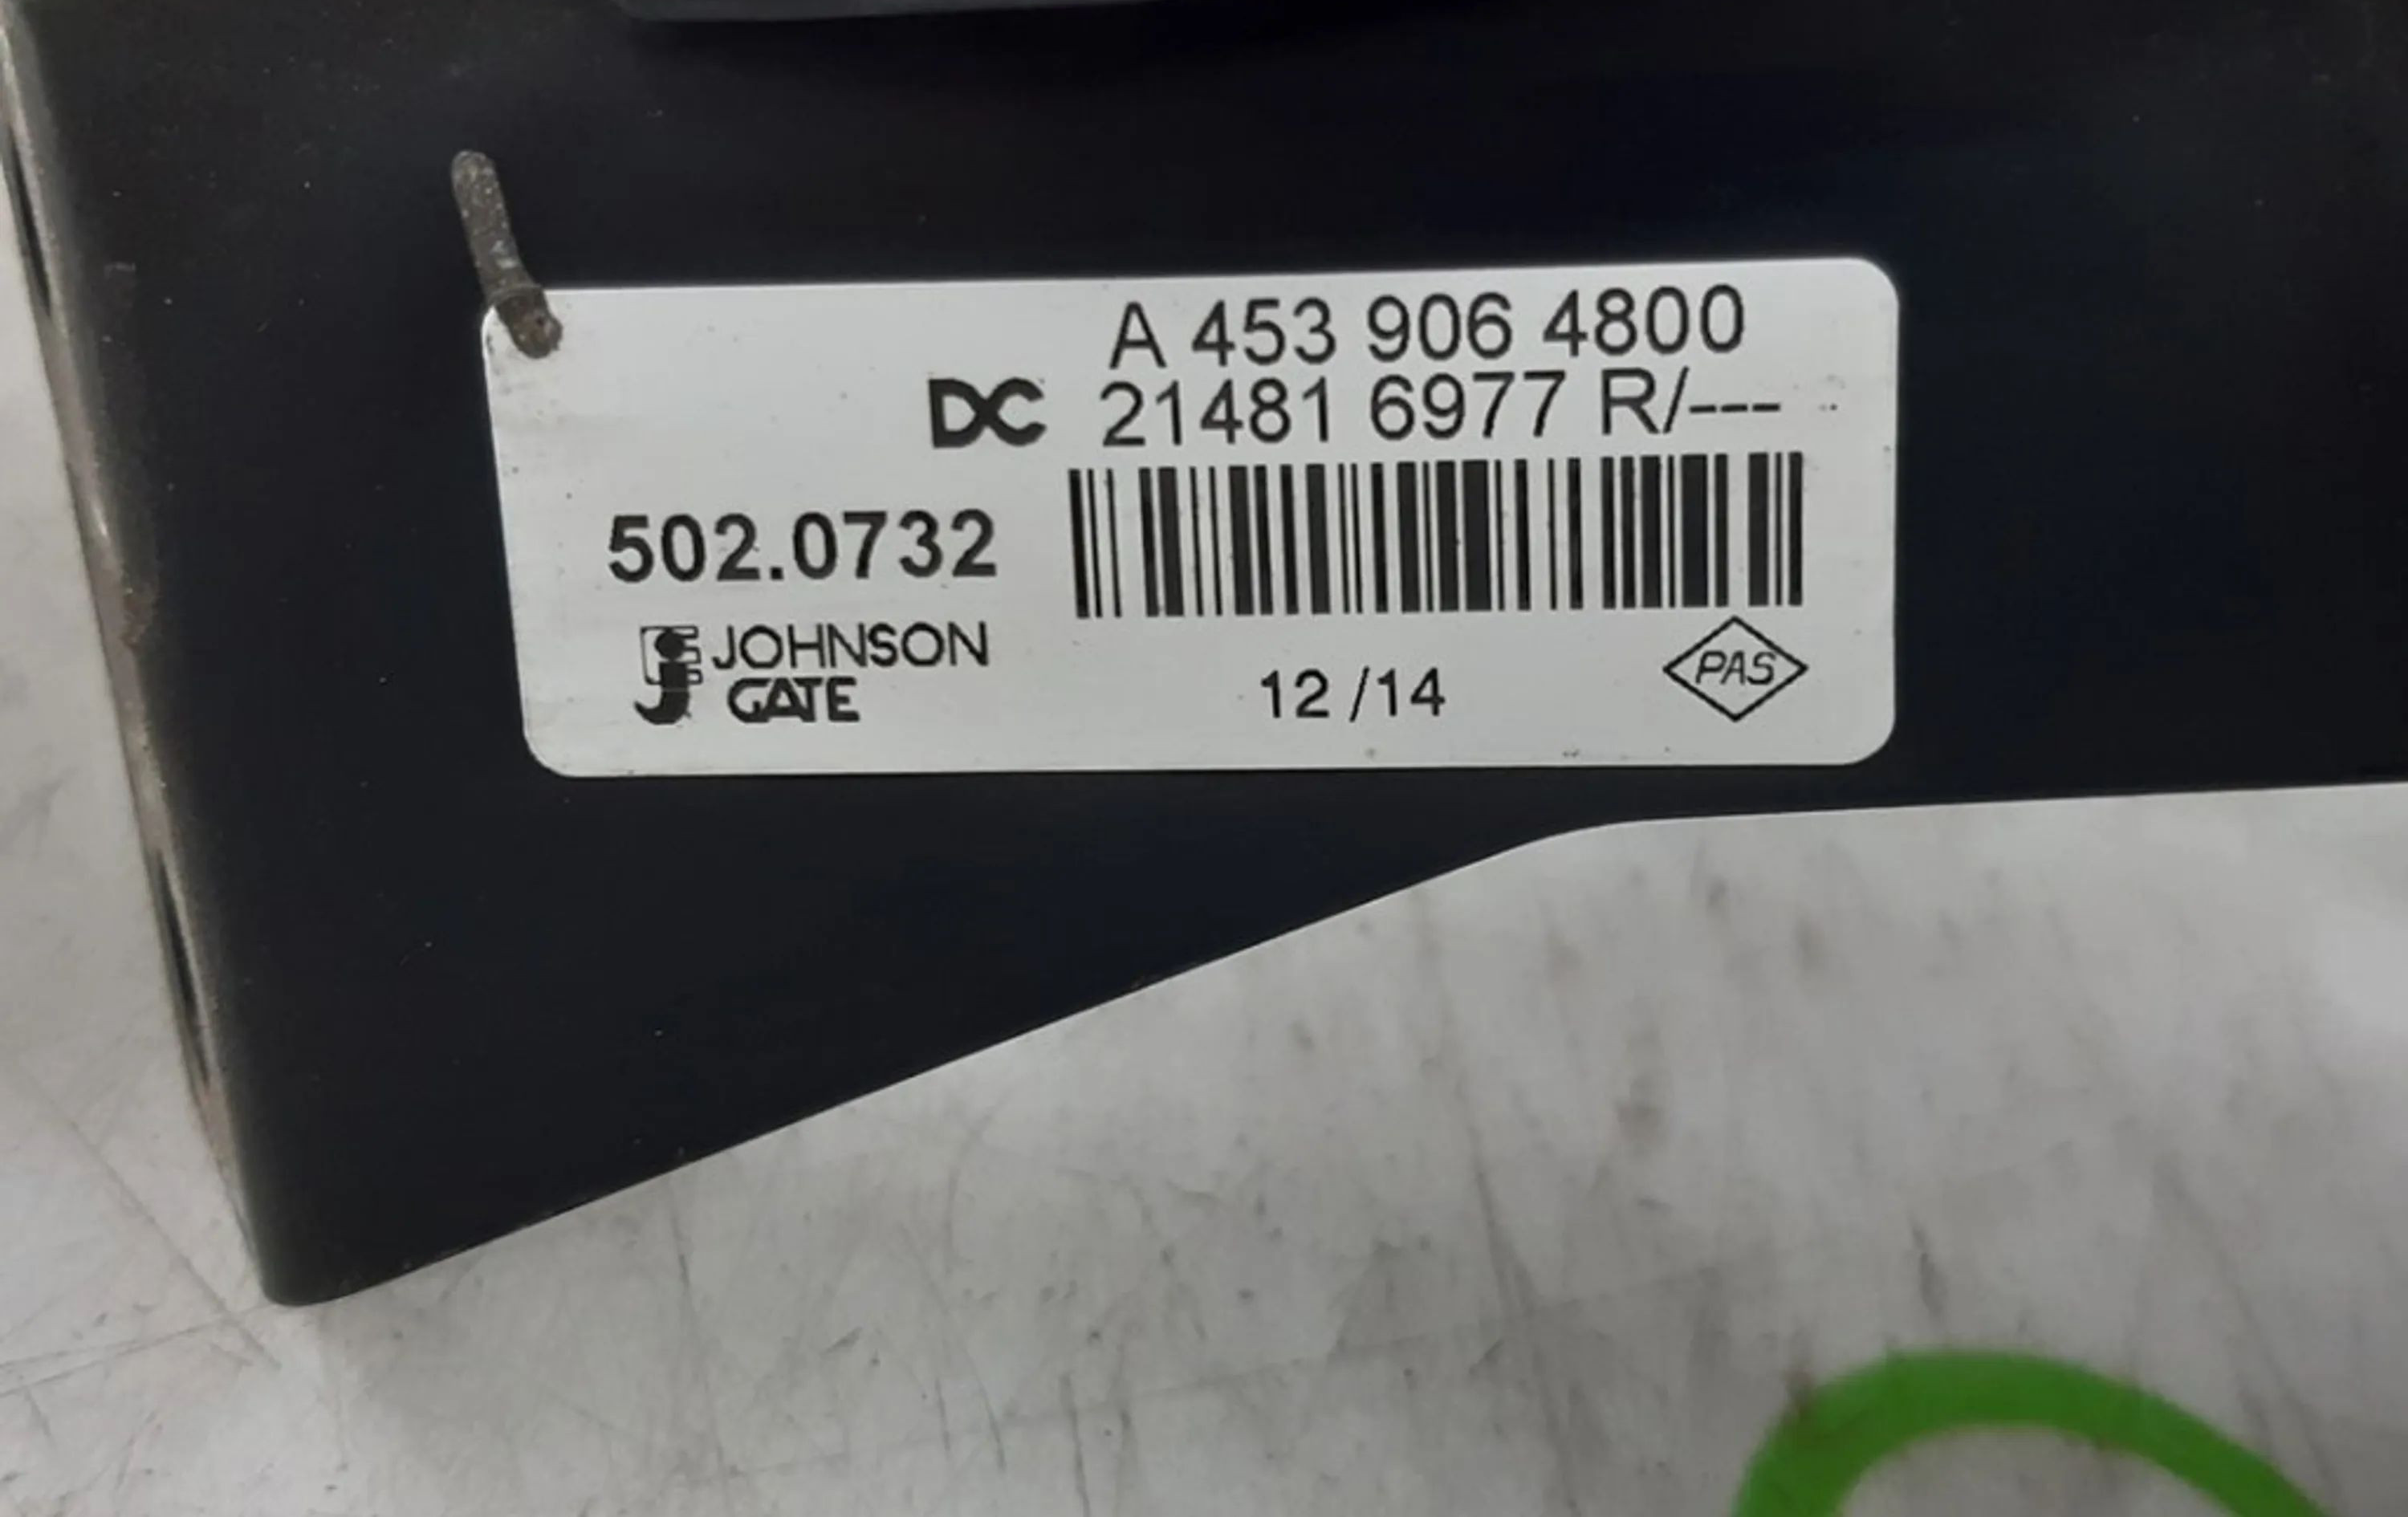 A 453 906 4800
DC 21481 6977 R/---
502.0732
JOHNSON
GATE
12 /14
PAS